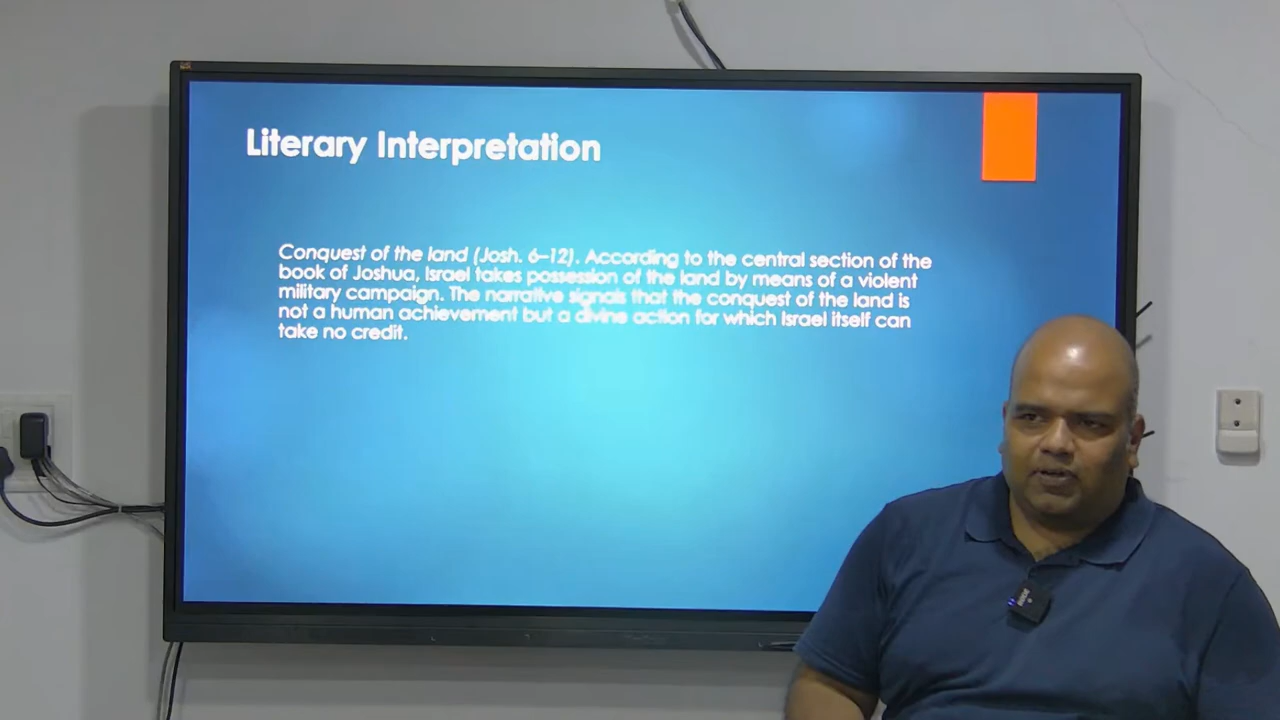 Literary Interpretation
Conquest of the land (Josh. 6–12). According to the central section of the
book of Joshua, Israel takes possession of the land by means of a violent
military campaign. The narrative signals that the conquest of the land is
not a human achievement but a divine action for which Israel itself can
take no credit.